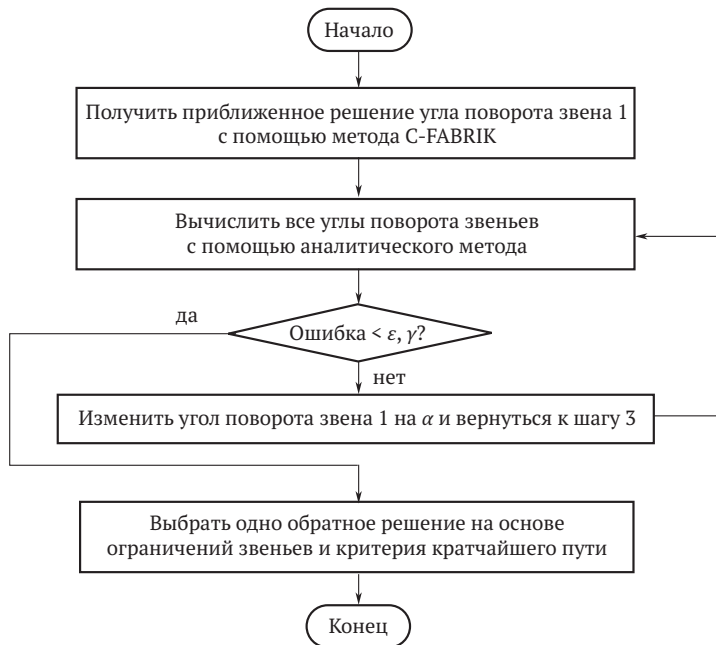 Начало
Получить приближенное решение угла поворота звена 1
с помощью метода C-FABRIK
Вычислить все углы поворота звеньев
с помощью аналитического метода
да
Ошибка < ε, γ?
нет
Изменить угол поворота звена 1 на α и вернуться к шагу 3
Выбрать одно обратное решение на основе
ограничений звеньев и критерия кратчайшего пути
Конец